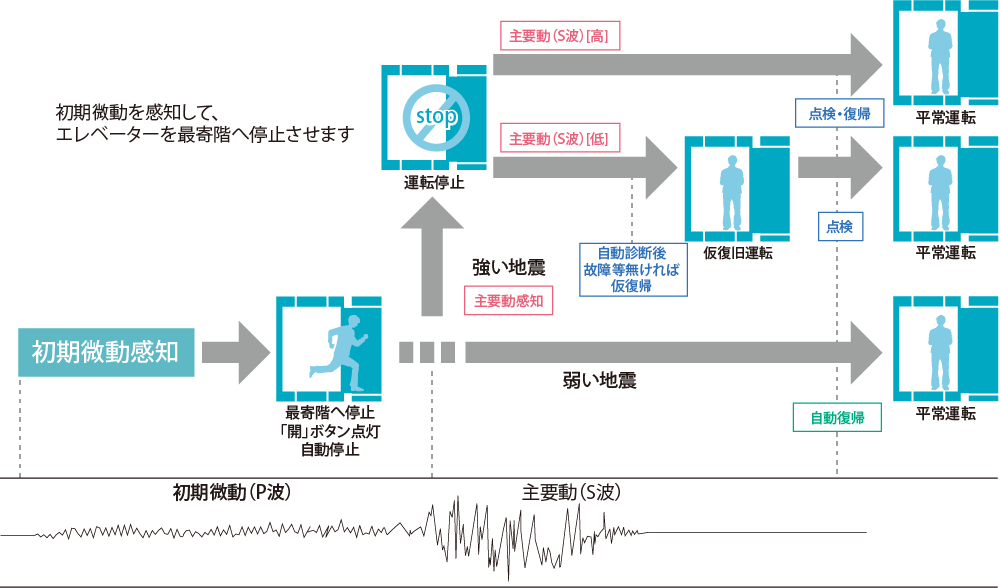 初期微動を感知して、
エレベーターを最寄階へ停止させます
stop
運転停止
主要動(S波)[高]
点検・復帰
平常運転
主要動(S波)[低]
自動診断後
故障等無ければ
仮復帰
仮復旧運転
点検
平常運転
強い地震
主要動感知
初期微動感知
最寄階へ停止
「開」ボタン点灯
自動停止
弱い地震
自動復帰
平常運転
初期微動(P波)
主要動(S波)